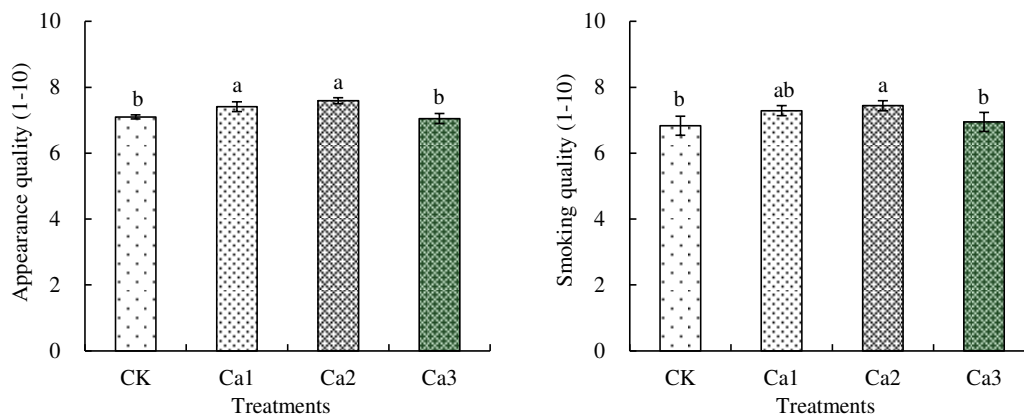 Appearance quality (1-10)
10
8
6
4
2
0
b
a
a
b
CK
Ca1
Ca2
Ca3
Treatments
Smoking quality (1-10)
10
8
6
4
2
0
b
ab
a
b
CK
Ca1
Ca2
Ca3
Treatments